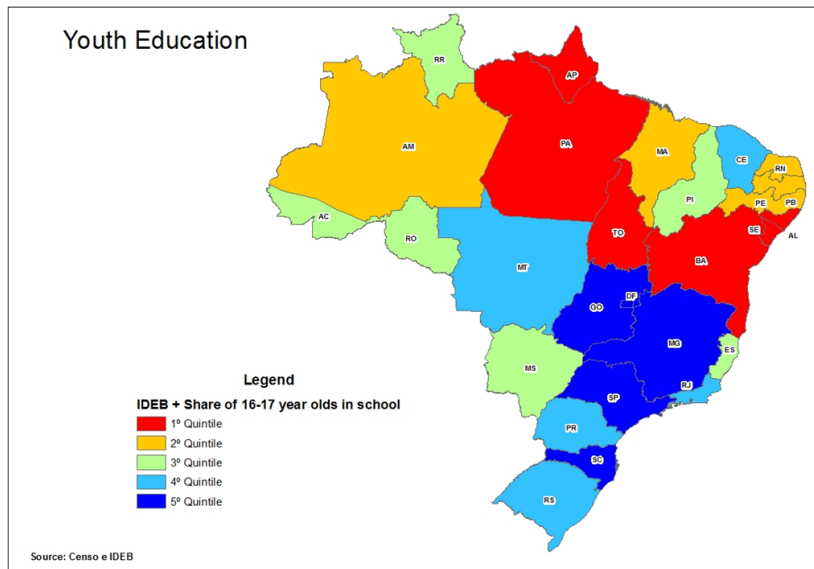 Youth Education
RR
AP
AM
PA
MA
CE
RN
PI
PE
PB
AC
TO
SE
AL
RO
BA
MT
DF
GO
MG
ES
MS
RJ
SP
PR
SC
RS
Legend
IDEB + Share of 16-17 year olds in school
1º Quintile
2º Quintile
3º Quintile
4º Quintile
5º Quintile
Source: Censo e IDEB